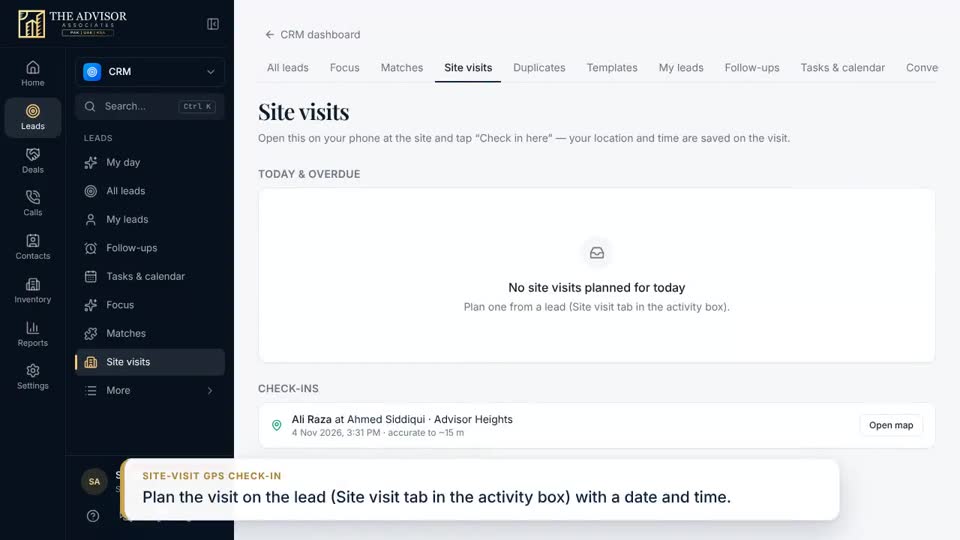 THE ADVISOR
ASSOCIATES
PAK | UAE | KSA
Home
Leads
Deals
Calls
Contacts
Inventory
Reports
Settings
CRM
Search...
Ctrl K
LEADS
My day
All leads
My leads
Follow-ups
Tasks & calendar
Focus
Matches
Site visits
More
SA
CRM dashboard
All leads Focus Matches Site visits Duplicates Templates My leads Follow-ups Tasks & calendar Conve
Site visits
Open this on your phone at the site and tap “Check in here” — your location and time are saved on the visit.
TODAY & OVERDUE
No site visits planned for today
Plan one from a lead (Site visit tab in the activity box).
CHECK-INS
Ali Raza at Ahmed Siddiqui · Advisor Heights
4 Nov 2026, 3:31 PM · accurate to ~15 m
Open map
SITE-VISIT GPS CHECK-IN
Plan the visit on the lead (Site visit tab in the activity box) with a date and time.